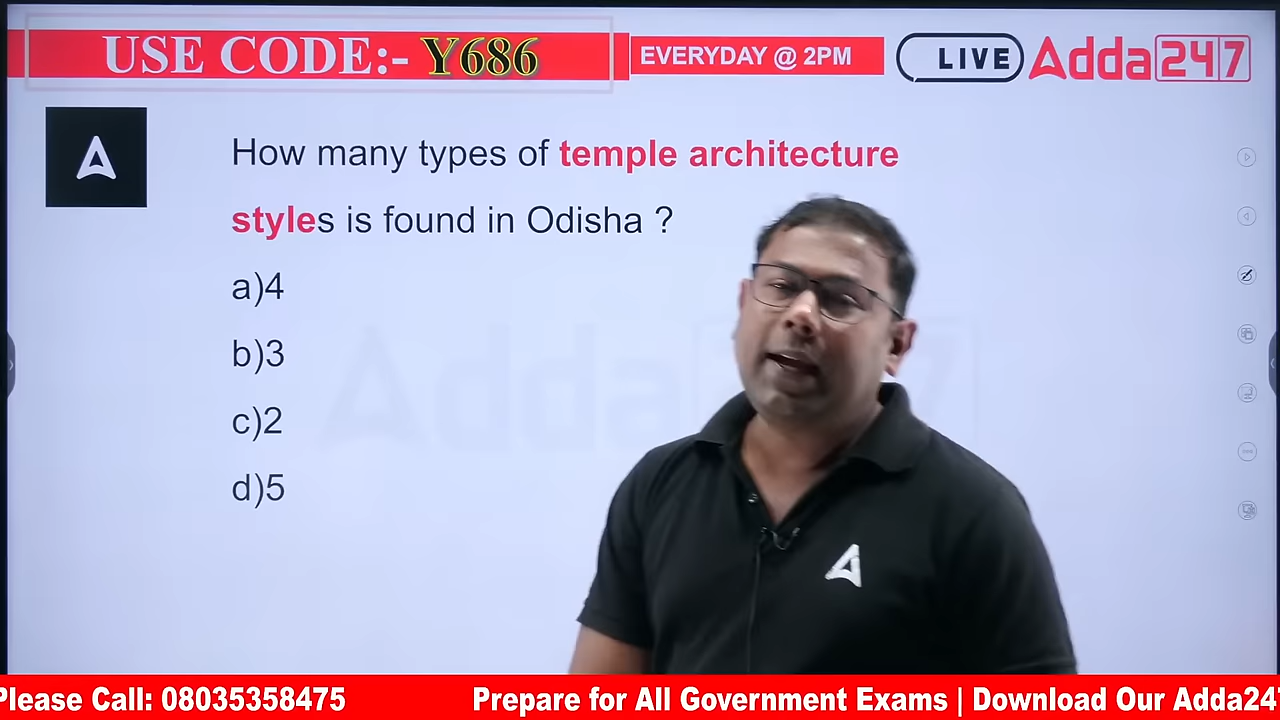 USE CODE:- Y686
EVERYDAY @ 2PM
LIVE
Adda247
How many types of temple architecture
styles is found in Odisha ?
a)4
b)3
c)2
d)5
Adda247
Please Call: 08035358475
Prepare for All Government Exams | Download Our Adda247